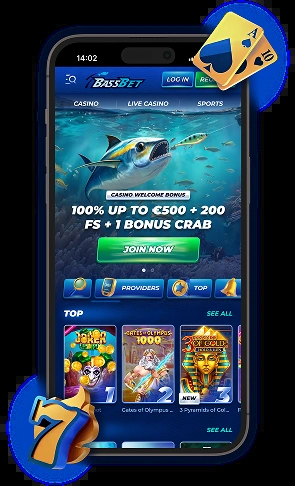 A
10
14:02
BASSBET
LOG IN
CASINO
LIVE CASINO
SPORTS
CASINO WELCOME BONUS
100% UP TO €500 + 200
FS + 1 BONUS CRAB
JOIN NOW
PROVIDERS
TOP
TOP
SEE ALL
JOKER
1
GATES OF OLYMPUS
1000
2
OF GOLD
NEW
3
Gates of Olympus ...
3 Pyramids of Gol...
SEE ALL
7